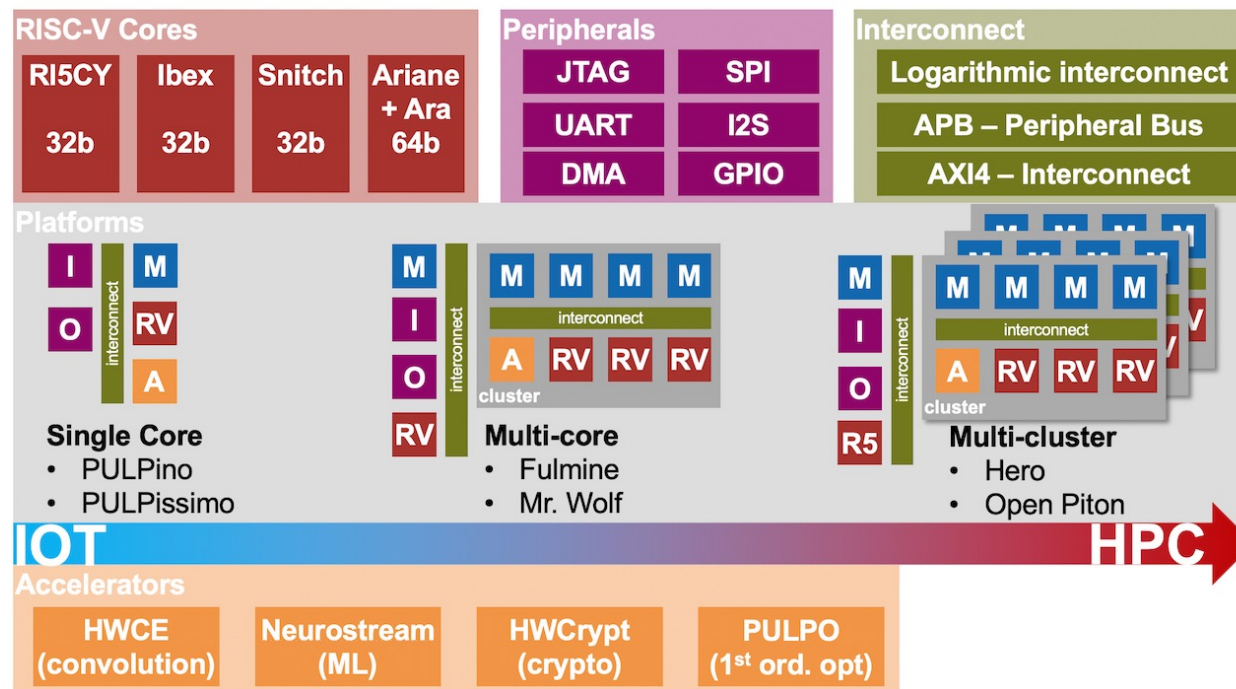 RISC-V Cores
RI5CY
32b
Ibex
32b
Snitch
32b
Ariane
+ Ara
64b
Peripherals
JTAG
SPI
UART
I2S
DMA
GPIO
Interconnect
Logarithmic interconnect
APB – Peripheral Bus
AXI4 – Interconnect
Platforms
I
O
interconnect
M
RV
A
Single Core
• PULPino
• PULPissimo
M
I
O
RV
interconnect
M M M M
interconnect
A RV RV RV
cluster
Multi-core
• Fulmine
• Mr. Wolf
M
I
O
R5
interconnect
M M M M
M M M M
M M M M
interconnect
A RV RV RV
cluster
V
V
Multi-cluster
• Hero
• Open Piton
IOT
HPC
Accelerators
HWCE
(convolution)
Neurostream
(ML)
HWCrypt
(crypto)
PULPO
(1st ord. opt)